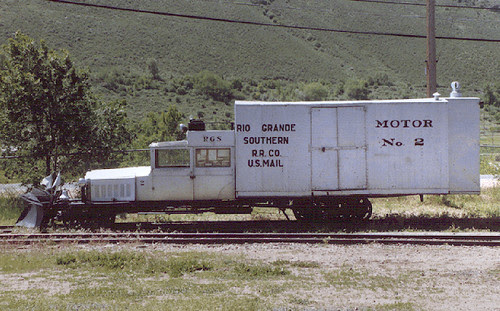 RGS
RIO GRANDE
SOUTHERN
R.R. CO.
U.S. MAIL
MOTOR
No. 2